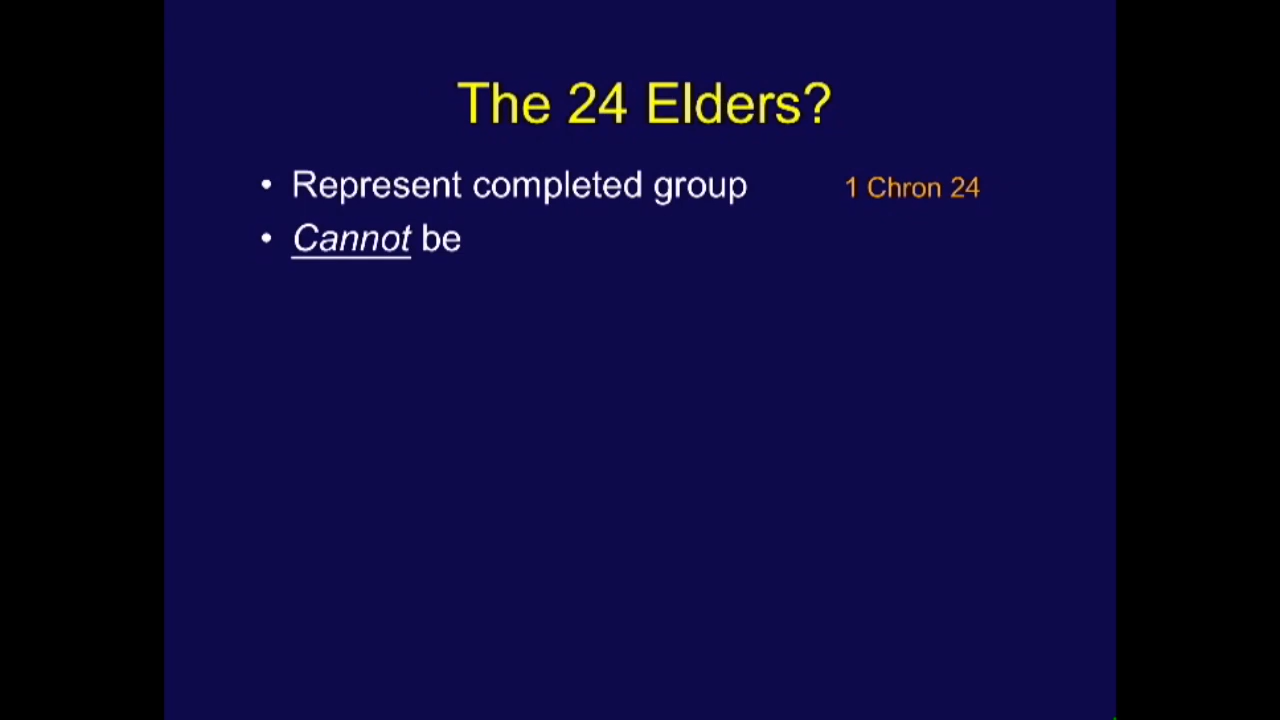 The 24 Elders?
• Represent completed group 1 Chron 24
• Cannot be